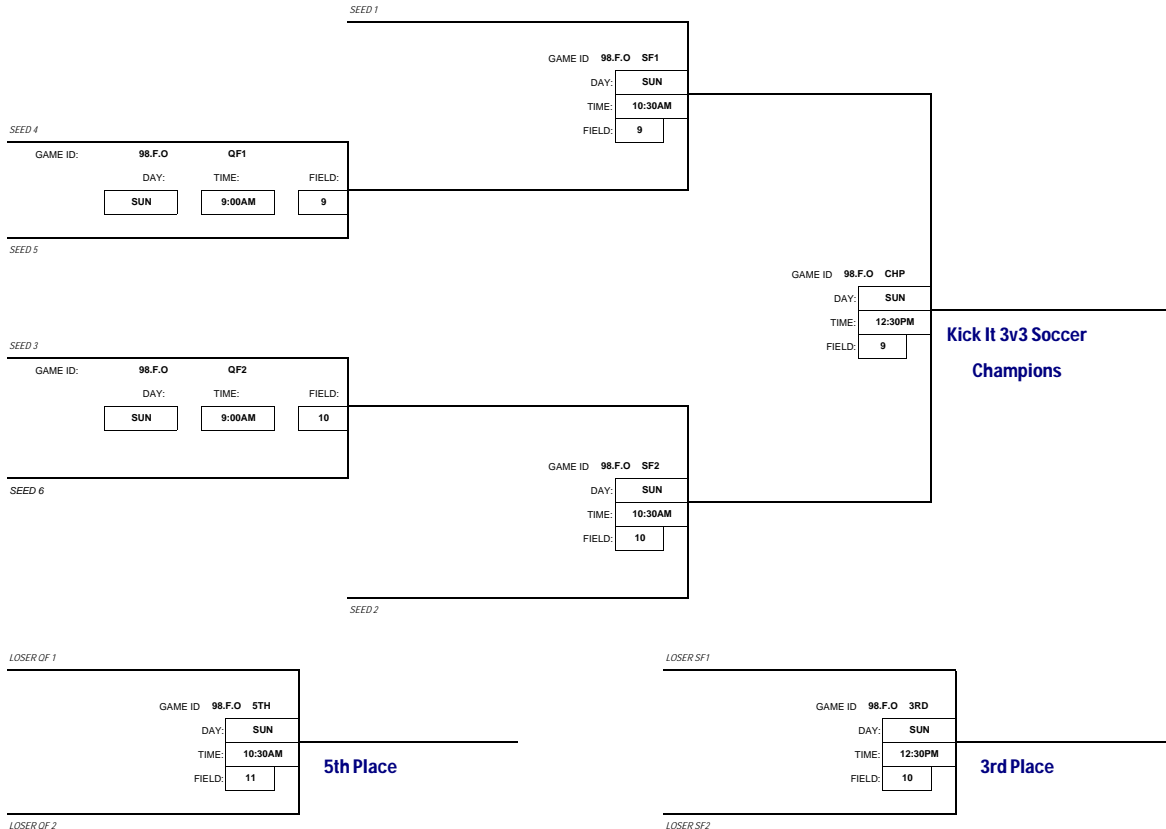 SEED 1
GAME ID 98.F.O SF1
DAY: SUN
TIME: 10:30AM
FIELD: 9
SEED 4
GAME ID: 98.F.O QF1
DAY: TIME: FIELD:
SUN 9:00AM 9
SEED 5
GAME ID 98.F.O CHP
DAY: SUN
TIME: 12:30PM
FIELD: 9
Kick It 3v3 Soccer
Champions
SEED 3
GAME ID: 98.F.O QF2
DAY: TIME: FIELD:
SUN 9:00AM 10
SEED 6
GAME ID 98.F.O SF2
DAY: SUN
TIME: 10:30AM
FIELD: 10
SEED 2
LOSER QF 1
GAME ID 98.F.O 5TH
DAY: SUN
TIME: 10:30AM
FIELD: 11
5th Place
LOSER QF 2
LOSER SF1
GAME ID 98.F.O 3RD
DAY: SUN
TIME: 12:30PM
FIELD: 10
3rd Place
LOSER SF2